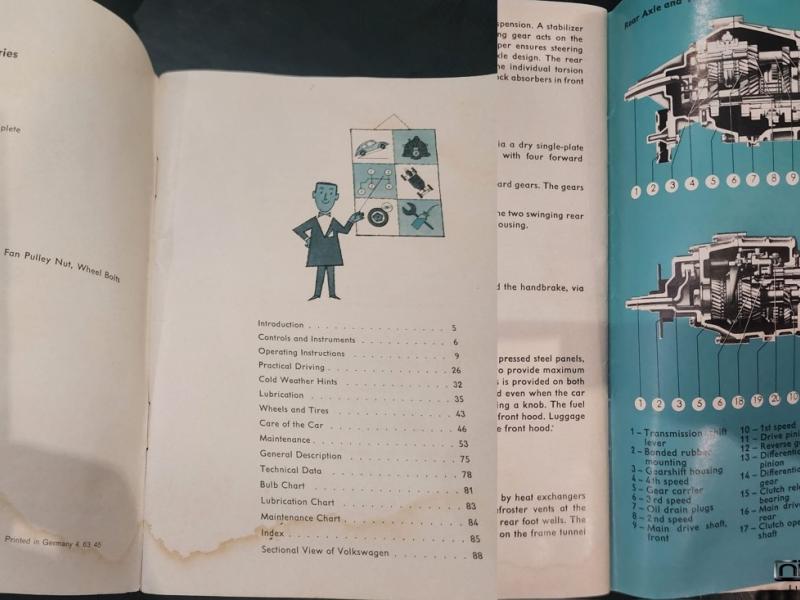 ries
plete
Fan Pulley Nut, Wheel Bolts
Printed in Germany 4. 63 45
Introduction . . . . . . . . . . . . . . . . 5
Controls and Instruments . . . . . . . . . . . 6
Operating Instructions . . . . . . . . . . . . 9
Practical Driving . . . . . . . . . . . . . . 26
Cold Weather Hints . . . . . . . . . . . . . 32
Lubrication . . . . . . . . . . . . . . . . 35
Wheels and Tires . . . . . . . . . . . . . . 43
Care of the Car . . . . . . . . . . . . . . 46
Maintenance . . . . . . . . . . . . . . . . 53
General Description . . . . . . . . . . . . . 75
Technical Data . . . . . . . . . . . . . . . 78
Bulb Chart . . . . . . . . . . . . . . . . 81
Lubrication Chart . . . . . . . . . . . . . . 83
Maintenance Chart . . . . . . . . . . . . . . 84
Index . . . . . . . . . . . . . . . . . . 85
Sectional View of Volkswagen . . . . . . . . . 88
spension. A stabilizer
ng gear acts on the
per ensures steering
xle design. The rear
he individual torsion
ock absorbers in front
via a dry single-plate
with four forward
ard gears. The gears
he two swinging rear
ousing.
d the handbrake, via
pressed steel panels,
to provide maximum
s is provided on both
d even when the car
ing a knob. The fuel
front hood. Luggage
e front hood.
by heat exchangers
efroster vents at the
rear foot wells. The
on the frame tunnel
Rear Axle and
1 2 3 4 5 6 7 8 9
1 2 3 5 6 18 19 20
1 – Transmission shift
lever
2 – Bonded rubber
mounting
3 – Gearshift housing
4 – 4th speed
5 – Gear carrier
6 – 3rd speed
7 – Oil drain plugs
8 – 2nd speed
9 – Main drive shaft,
front
10 – 1st speed
11 – Drive pini
12 – Reverse g
13 – Differenti
pinion
14 – Differenti
gear
15 – Clutch rel
bearing
16 – Main drive
rear
17 – Clutch ope
shaft